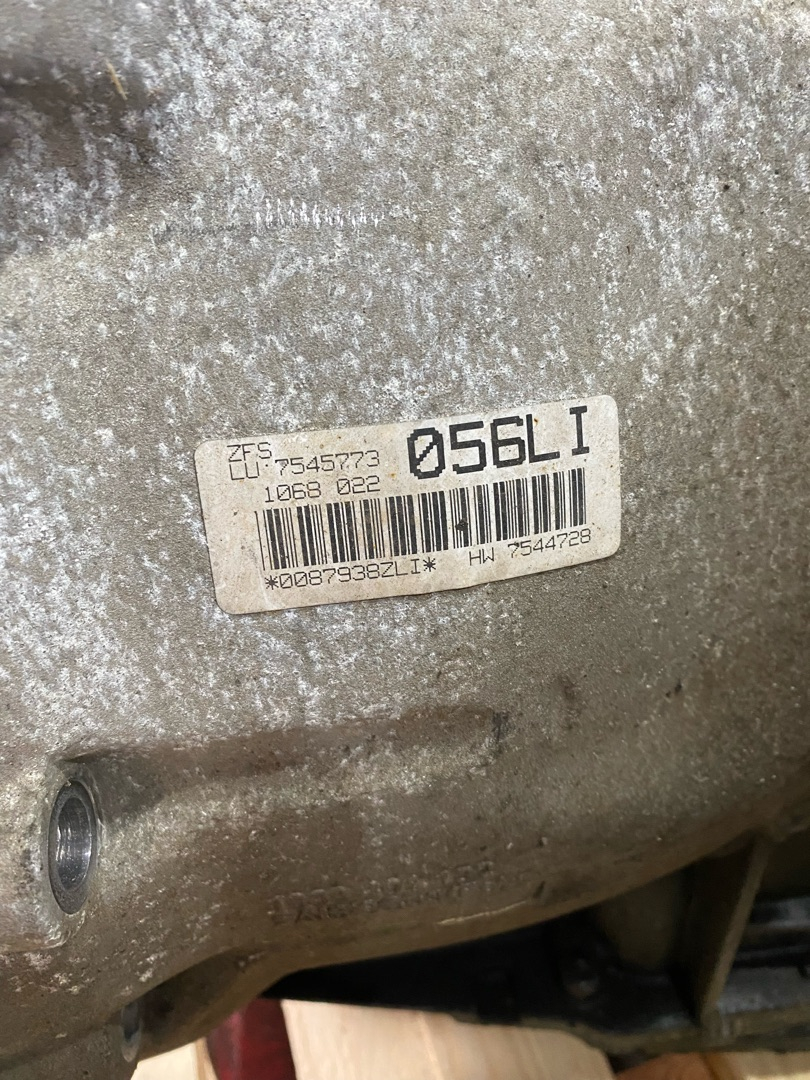 ZFS
LU 7545773
056LI
1068 022
*0087938ZLI* HW 7544728